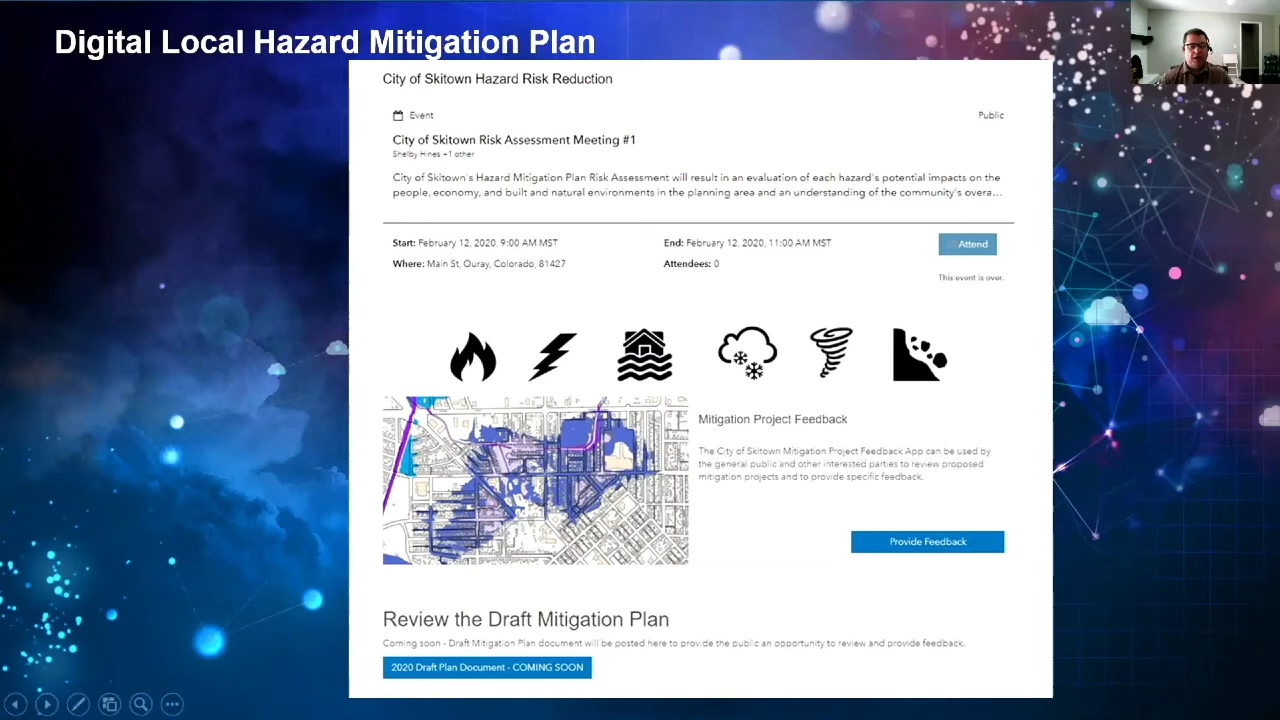 Digital Local Hazard Mitigation Plan
City of Skitown Hazard Risk Reduction
Event
Public
City of Skitown Risk Assessment Meeting #1
Shelby Hines +1 other
City of Skitown's Hazard Mitigation Plan Risk Assessment will result in an evaluation of each hazard's potential impacts on the
people, economy, and built and natural environments in the planning area and an understanding of the community's overa...
Start: February 12, 2020, 9:00 AM MST
End: February 12, 2020, 11:00 AM MST
Attend
Where: Main St, Ouray, Colorado, 81427
Attendees: 0
This event is over.
Mitigation Project Feedback
The City of Skitown Mitigation Project Feedback App can be used by
the general public and other interested parties to review proposed
mitigation projects and to provide specific feedback.
Provide Feedback
Review the Draft Mitigation Plan
Coming soon - Draft Mitigation Plan document will be posted here to provide the public an opportunity to review and provide feedback.
2020 Draft Plan Document - COMING SOON